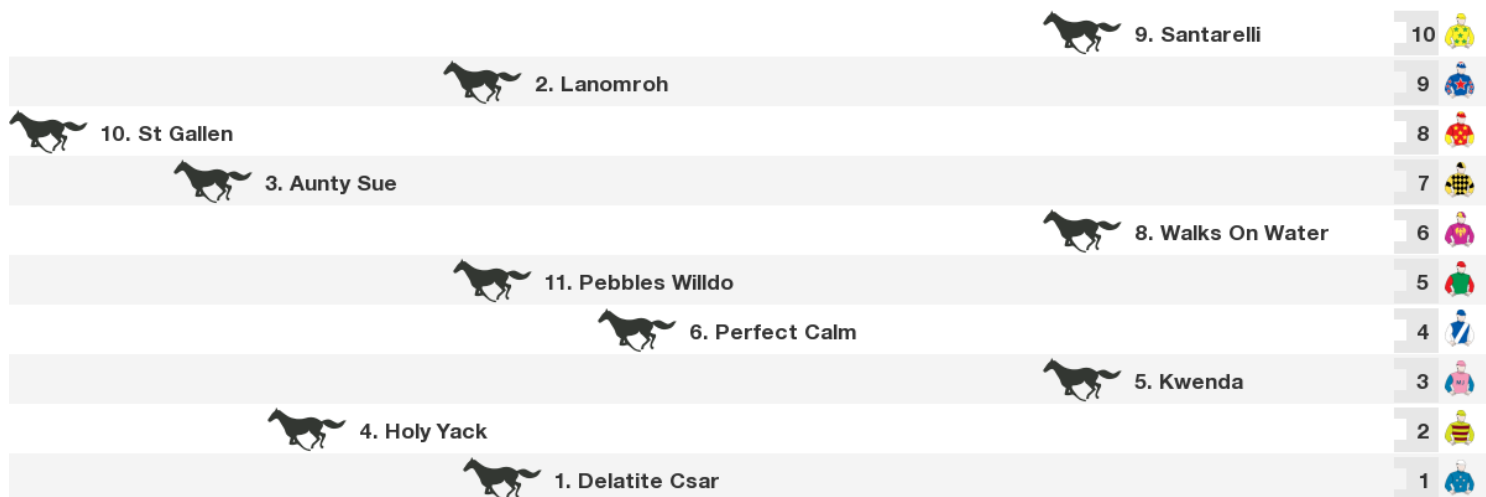 9. Santarelli 10
2. Lanomroh 9
10. St Gallen 8
3. Aunty Sue 7
8. Walks On Water 6
11. Pebbles Willdo 5
6. Perfect Calm 4
5. Kwenda 3
4. Holy Yack 2
1. Delatite Csar 1